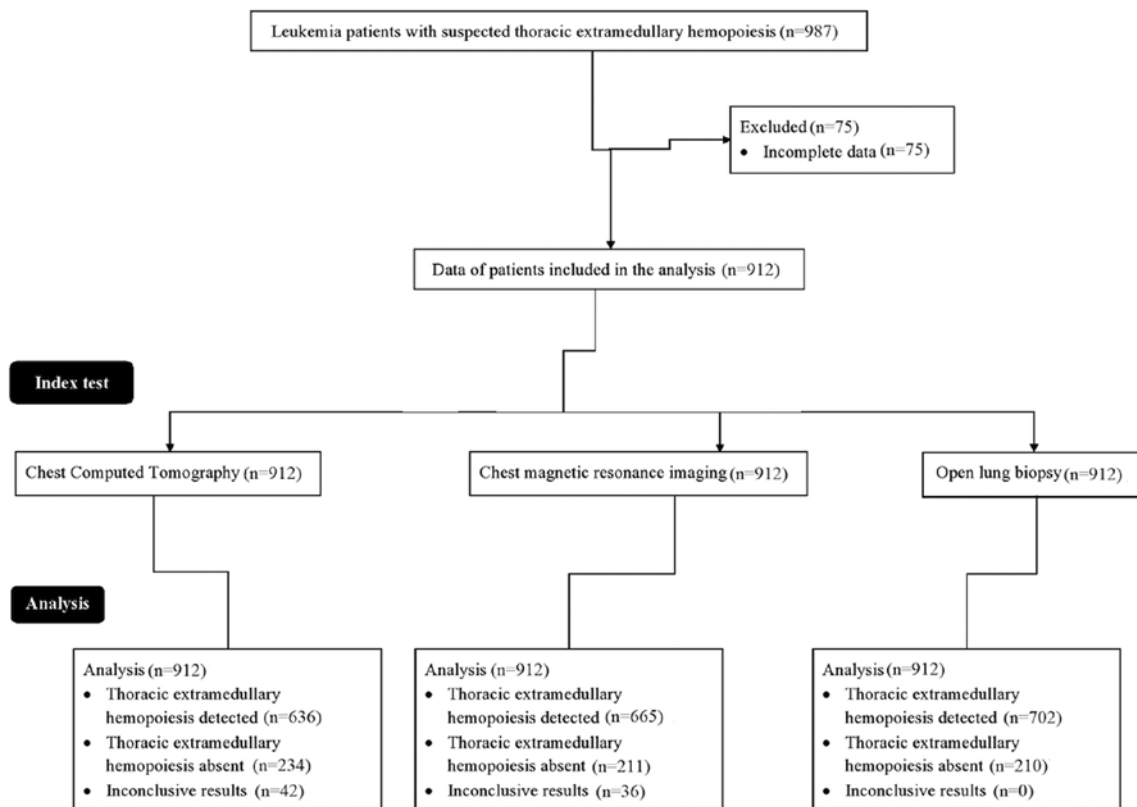 Leukemia patients with suspected thoracic extramedullary hemopoiesis (n=987)
Excluded (n=75)
• Incomplete data (n=75)
Data of patients included in the analysis (n=912)
Index test
Chest Computed Tomography (n=912)
Chest magnetic resonance imaging (n=912)
Open lung biopsy (n=912)
Analysis
Analysis (n=912)
• Thoracic extramedullary
hemopoiesis detected (n=636)
• Thoracic extramedullary
hemopoiesis absent (n=234)
• Inconclusive results (n=42)
Analysis (n=912)
• Thoracic extramedullary
hemopoiesis detected (n=665)
• Thoracic extramedullary
hemopoiesis absent (n=211)
• Inconclusive results (n=36)
Analysis (n=912)
• Thoracic extramedullary
hemopoiesis detected (n=702)
• Thoracic extramedullary
hemopoiesis absent (n=210)
• Inconclusive results (n=0)